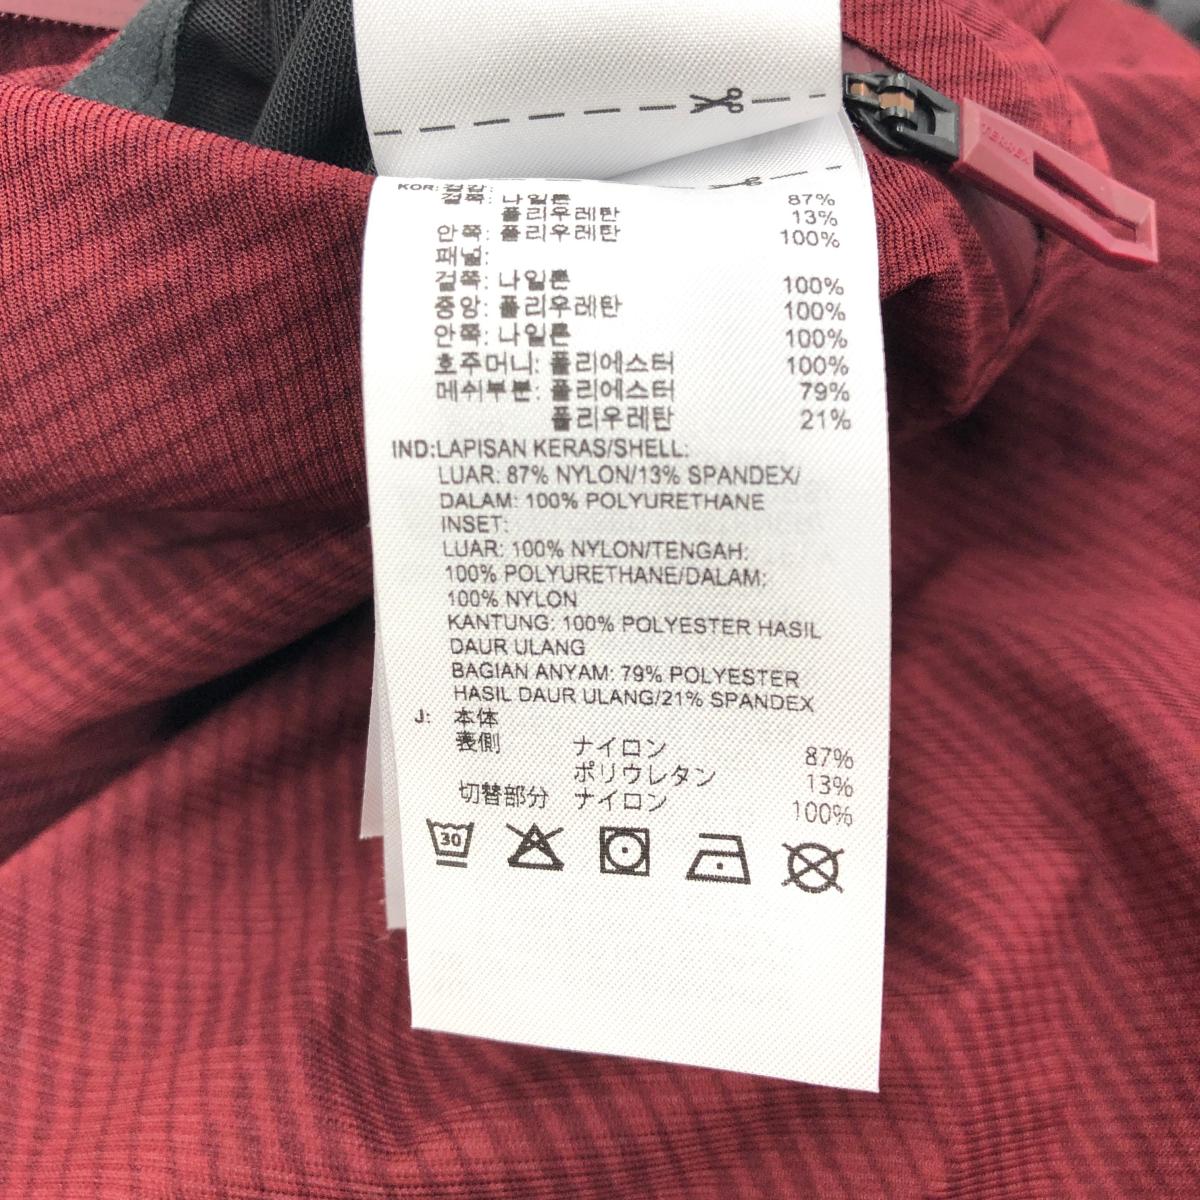 KOR: 겉감:
겉쪽: 나일론 87%
폴리우레탄 13%
안쪽: 폴리우레탄 100%
패널:
겉쪽: 나일론 100%
중앙: 폴리우레탄 100%
안쪽: 나일론 100%
호주머니: 폴리에스터 100%
메쉬부분: 폴리에스터 79%
폴리우레탄 21%
IND:LAPISAN KERAS/SHELL:
LUAR: 87% NYLON/13% SPANDEX/
DALAM: 100% POLYURETHANE
INSET:
LUAR: 100% NYLON/TENGAH:
100% POLYURETHANE/DALAM:
100% NYLON
KANTUNG: 100% POLYESTER HASIL
DAUR ULANG
BAGIAN ANYAM: 79% POLYESTER
HASIL DAUR ULANG/21% SPANDEX
J: 本体
表側 ナイロン 87%
ポリウレタン 13%
切替部分 ナイロン 100%
30